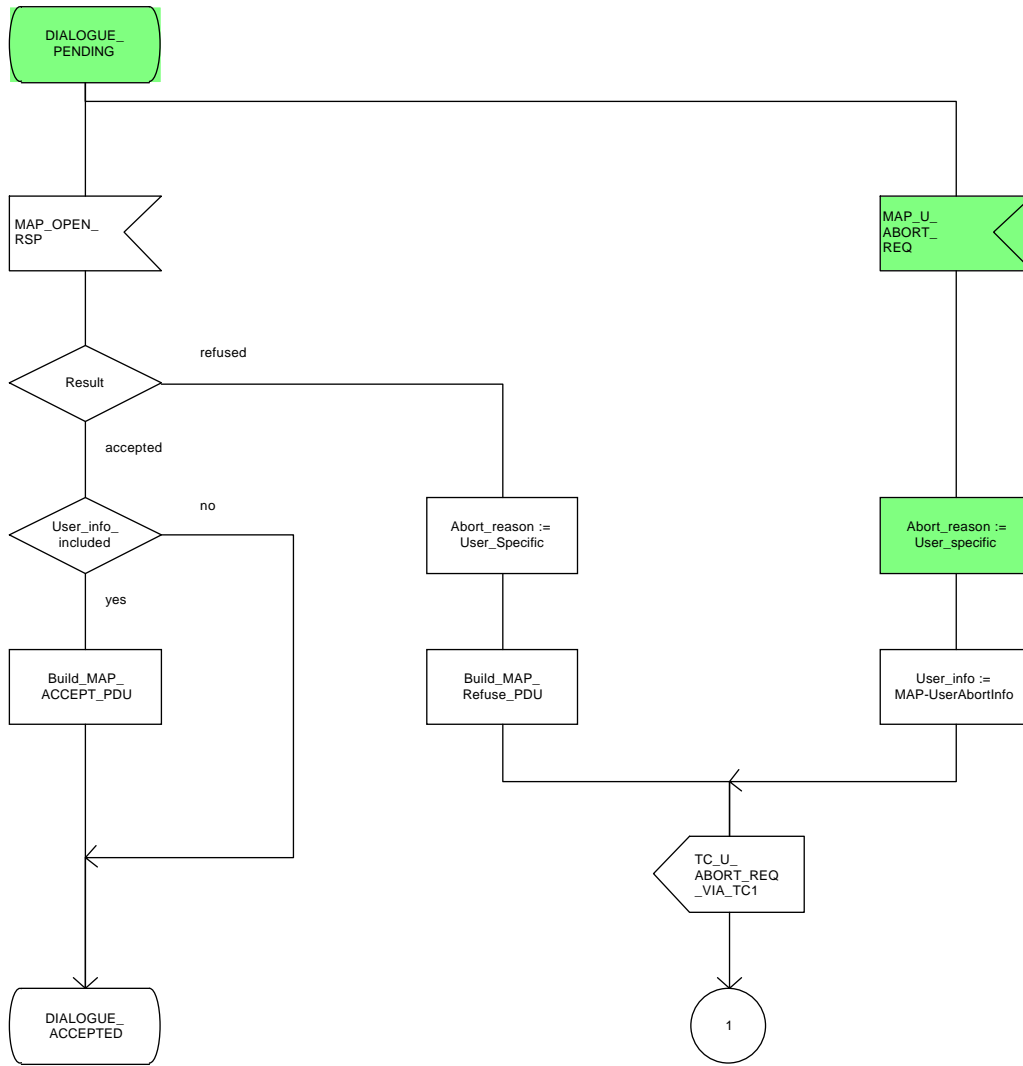 DIALOGUE_
PENDING
MAP_OPEN_
RSP
MAP_U_
ABORT_
REQ
refused
Result
accepted
no
User_info_
included
Abort_reason :=
User_Specific
Abort_reason :=
User_specific
yes
Build_MAP_
ACCEPT_PDU
Build_MAP_
Refuse_PDU
User_info :=
MAP-UserAbortInfo
TC_U_
ABORT_REQ
_VIA_TC1
DIALOGUE_
ACCEPTED
1